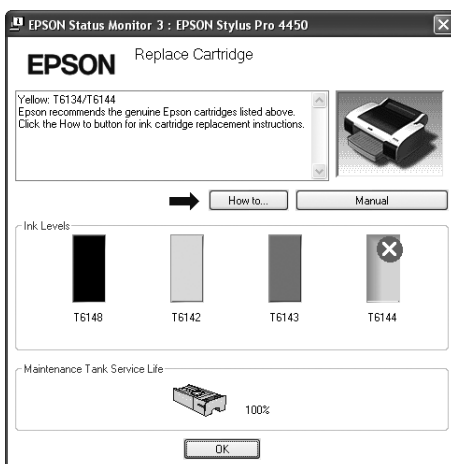 EPSON Status Monitor 3 : EPSON Stylus Pro 4450
EPSON
Replace Cartridge
Yellow: T6134/T6144
Epson recommends the genuine Epson cartridges listed above.
Click the How to button for ink cartridge replacement instructions.
How to...
Manual
Ink Levels
T6148
T6142
T6143
T6144
Maintenance Tank Service Life
100%
OK